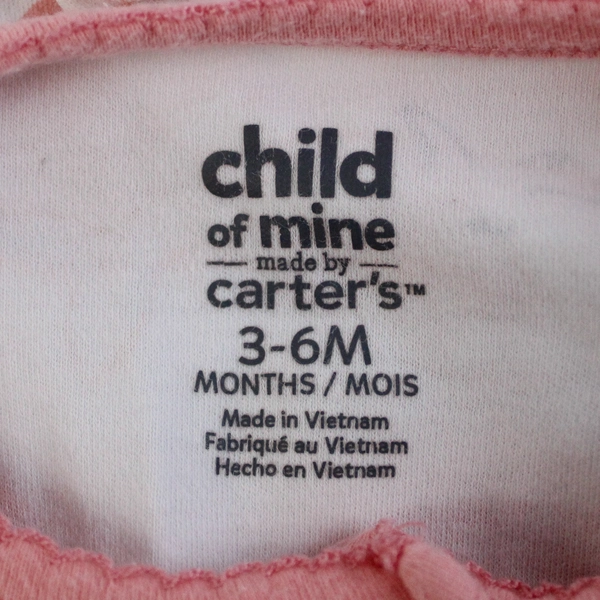 child
of mine
made by
carter's™
3-6M
MONTHS / MOIS
Made in Vietnam
Fabriqué au Vietnam
Hecho en Vietnam